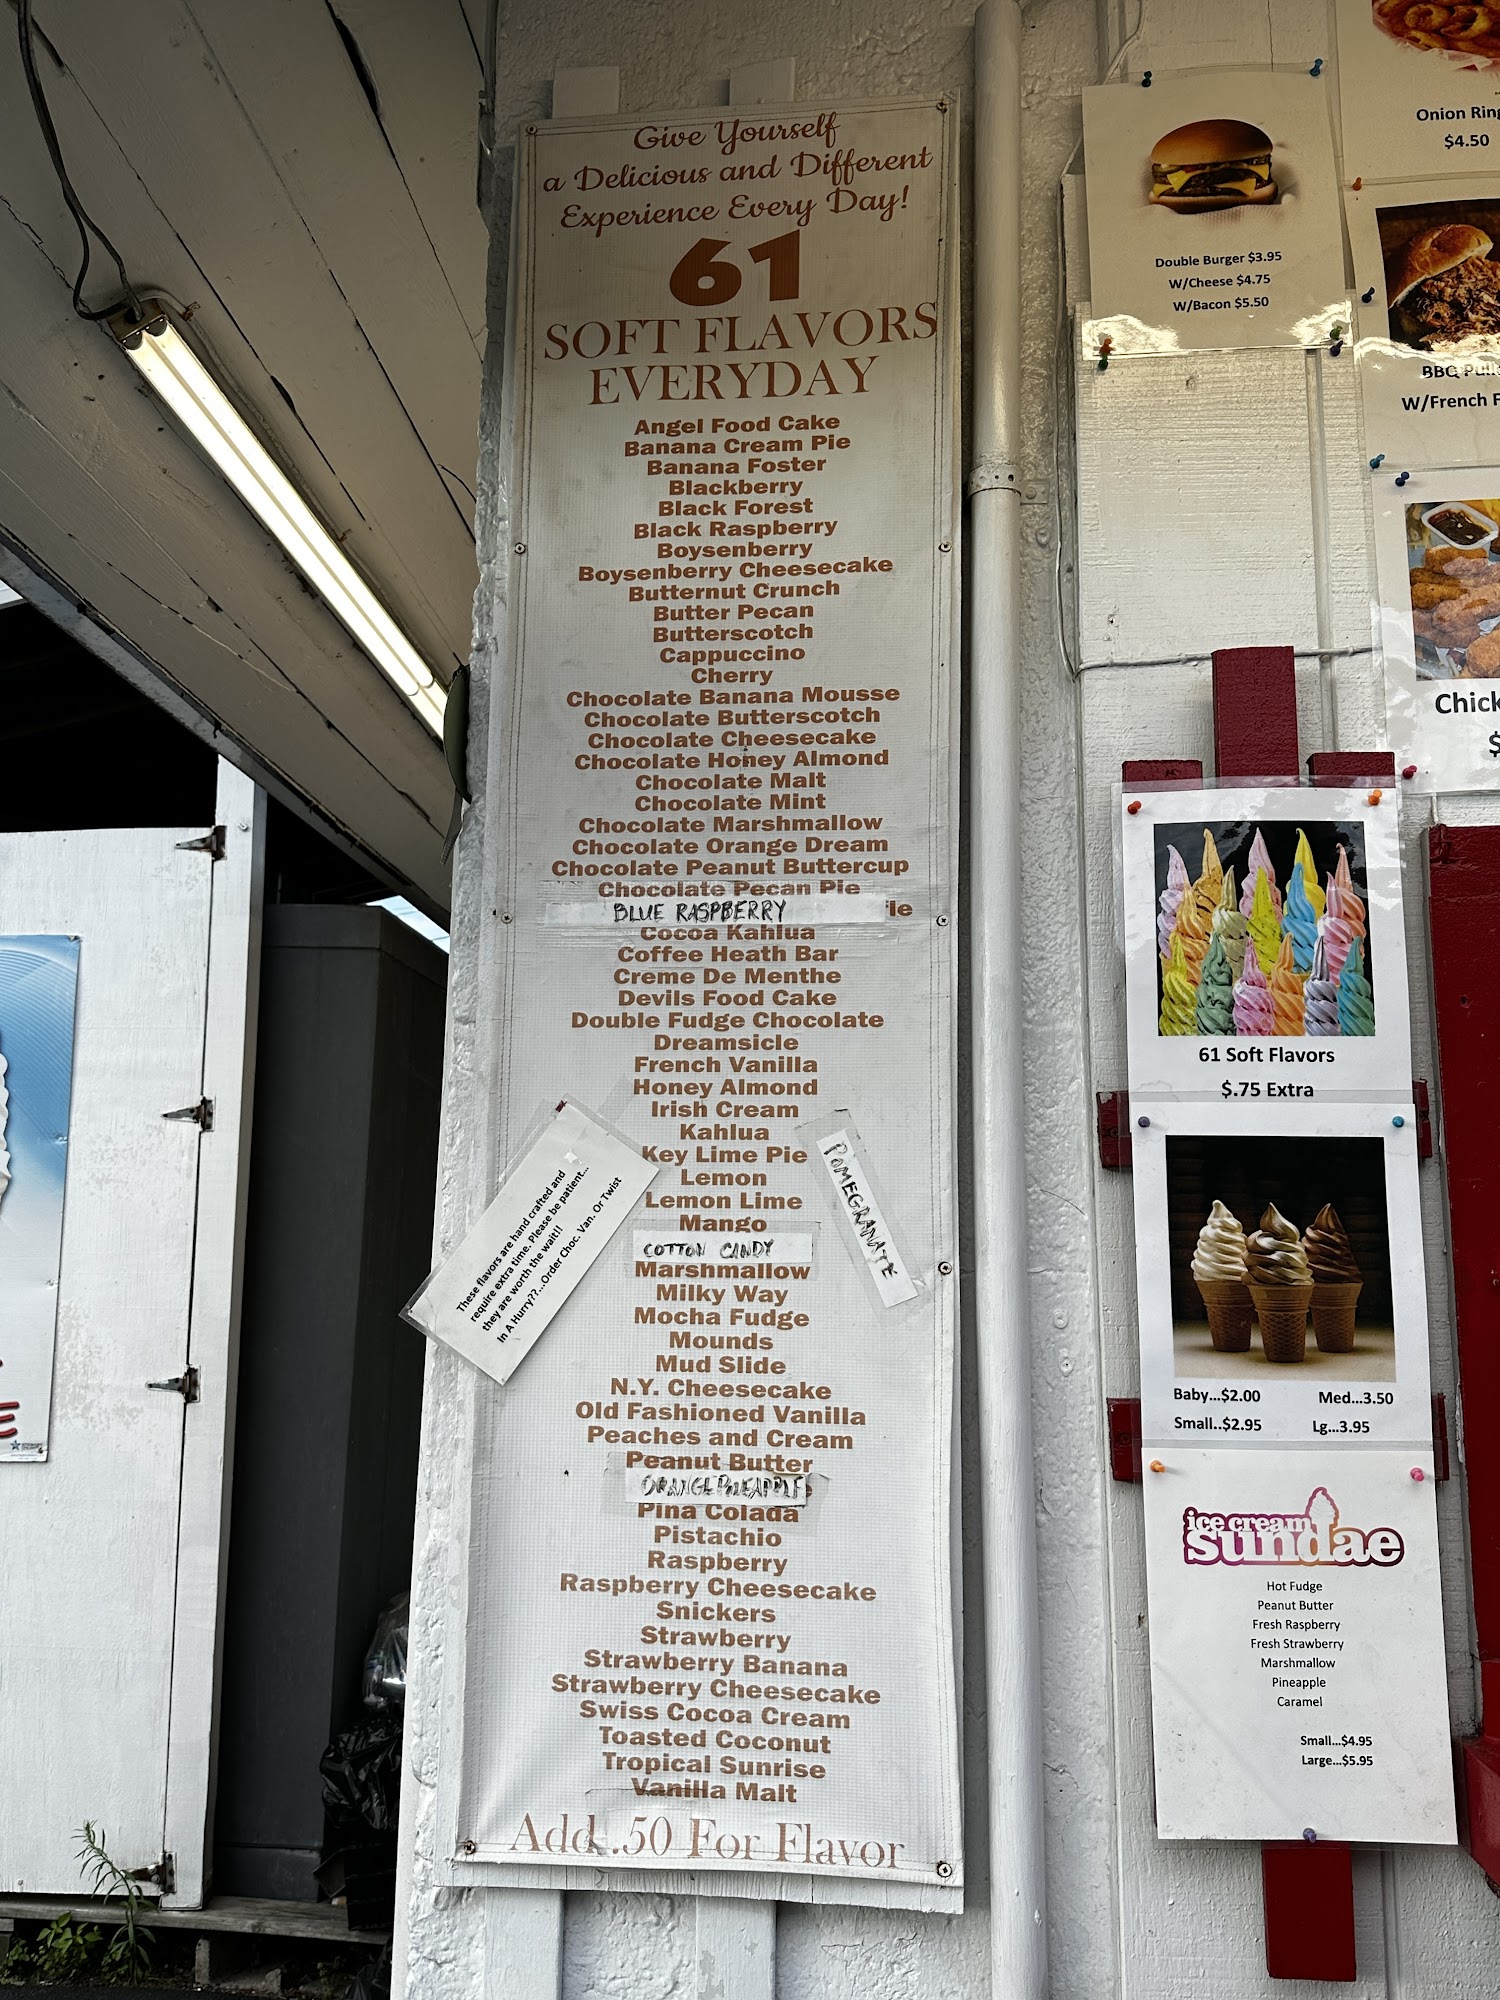 Give Yourself
a Delicious and Different
Experience Every Day!
61
SOFT FLAVORS
EVERYDAY
Angel Food Cake
Banana Cream Pie
Banana Foster
Blackberry
Black Forest
Black Raspberry
Boysenberry
Boysenberry Cheesecake
Butternut Crunch
Butter Pecan
Butterscotch
Cappuccino
Cherry
Chocolate Banana Mousse
Chocolate Butterscotch
Chocolate Cheesecake
Chocolate Honey Almond
Chocolate Malt
Chocolate Mint
Chocolate Marshmallow
Chocolate Orange Dream
Chocolate Peanut Buttercup
Chocolate Pecan Pie
BLUE RASPBERRY
Cocoa Kahlua
Coffee Heath Bar
Creme De Menthe
Devils Food Cake
Double Fudge Chocolate
Dreamsicle
French Vanilla
Honey Almond
Irish Cream
Kahlua
Key Lime Pie
Lemon
Lemon Lime
Mango
COTTON CANDY
Marshmallow
Milky Way
Mocha Fudge
Mounds
Mud Slide
N.Y. Cheesecake
Old Fashioned Vanilla
Peaches and Cream
Peanut Butter
ORANGE PINEAPPLE
Pina Colada
Pistachio
Raspberry
Raspberry Cheesecake
Snickers
Strawberry
Strawberry Banana
Strawberry Cheesecake
Swiss Cocoa Cream
Toasted Coconut
Tropical Sunrise
Vanilla Malt
Add .50 For Flavor
These flavors are hand crafted and
require extra time. Please be patient...
they are worth the wait!!
In A Hurry??...Order Choc. Van. Or Twist
POMEGRANATE
Double Burger $3.95
W/Cheese $4.75
W/Bacon $5.50
Onion Ring
$4.50
BBQ Pull
W/French F
Chick
$
61 Soft Flavors
$.75 Extra
Baby...$2.00 Med...3.50
Small..$2.95 Lg...3.95
ice cream
sundae
Hot Fudge
Peanut Butter
Fresh Raspberry
Fresh Strawberry
Marshmallow
Pineapple
Caramel
Small...$4.95
Large...$5.95
E